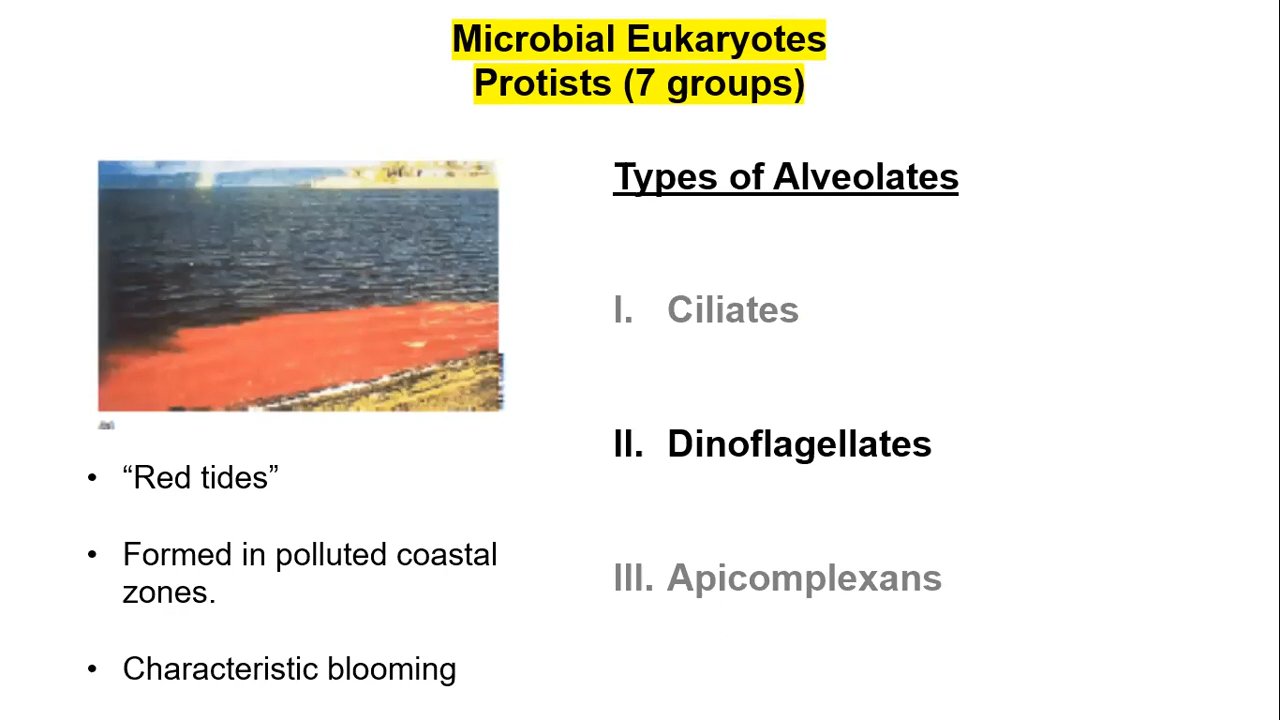 Microbial Eukaryotes
Protists (7 groups)
Types of Alveolates
I. Ciliates
II. Dinoflagellates
III. Apicomplexans
• “Red tides”
• Formed in polluted coastal
zones.
• Characteristic blooming